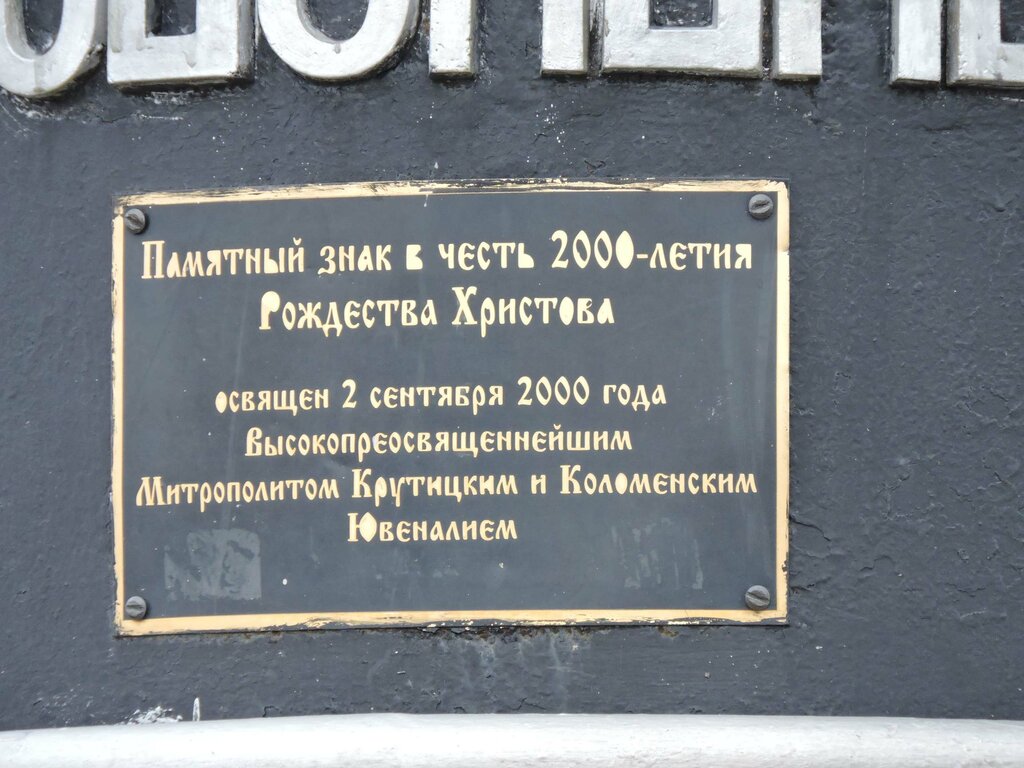 Памятный знак в честь 2000-летия
Рождества Христова
освящен 2 сентября 2000 года
Высокопреосвященнейшим
Митрополитом Крутицким и Коломенским
Ювеналием